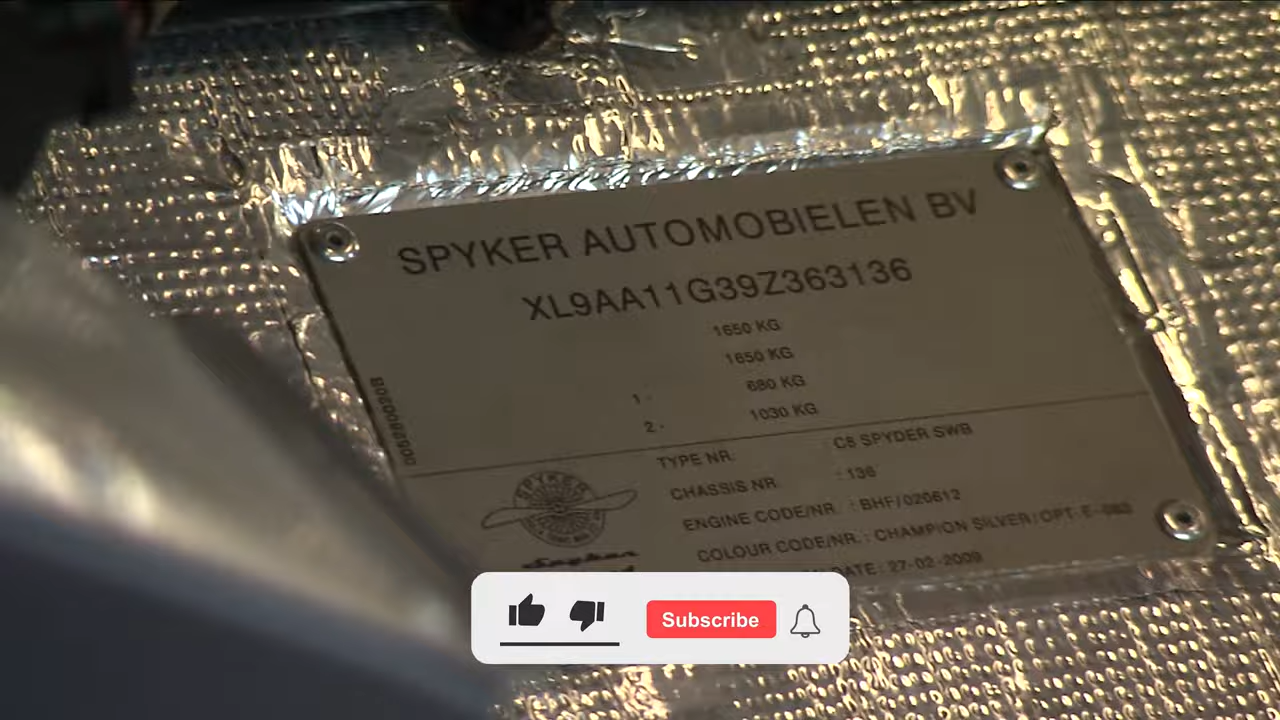 SPYKER AUTOMOBIELEN BV
XL9AA11G39Z363136
1650 KG
1650 KG
1 - 680 KG
2 - 1030 KG
TYPE NR. : C8 SPYDER SWB
CHASSIS NR : 136
ENGINE CODE/NR. : BHF/020612
COLOUR CODE/NR. : CHAMPION SILVER/OPT-E
DATE: 27-02-2009
SPYKER
Spyker
Subscribe